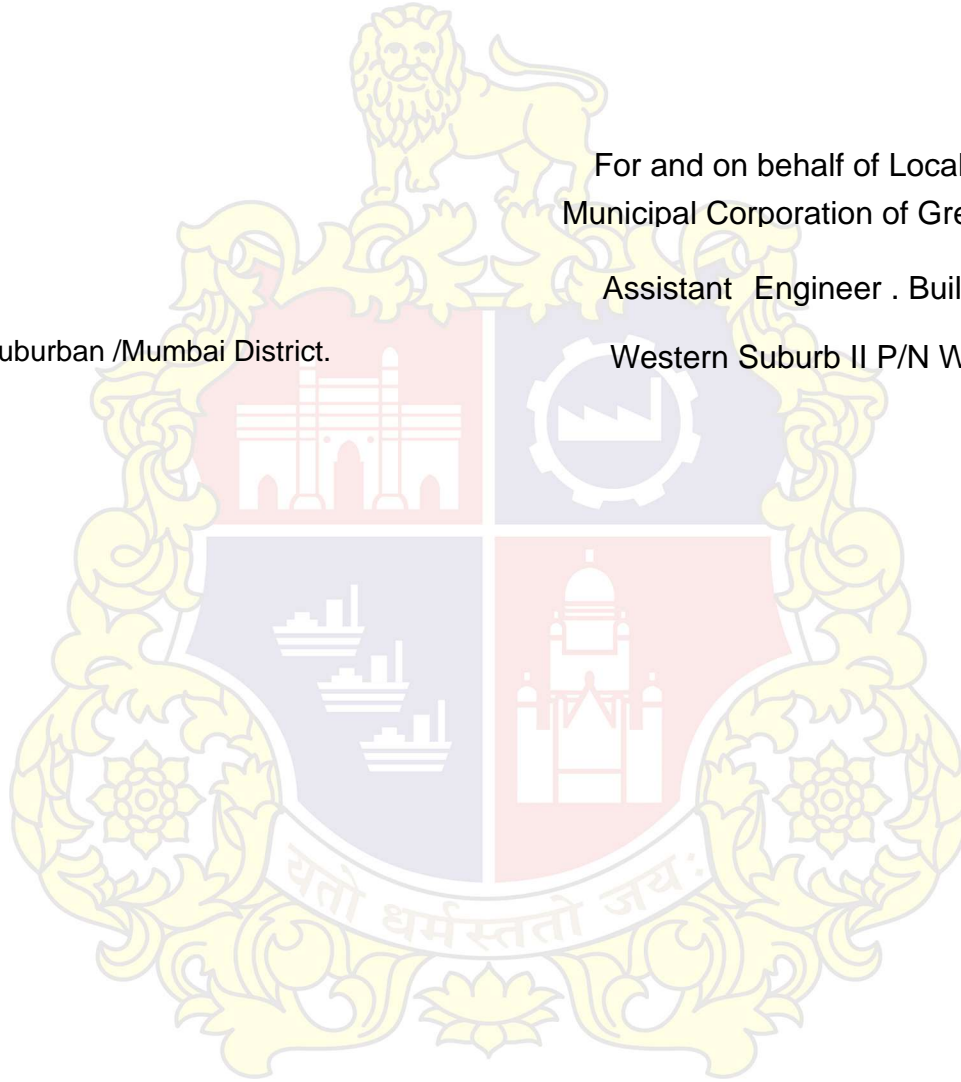 For and on behalf of Local
Municipal Corporation of Gre
Assistant Engineer . Buil
uburban /Mumbai District.
Western Suburb II P/N W
यतो धर्मस्ततो जय: